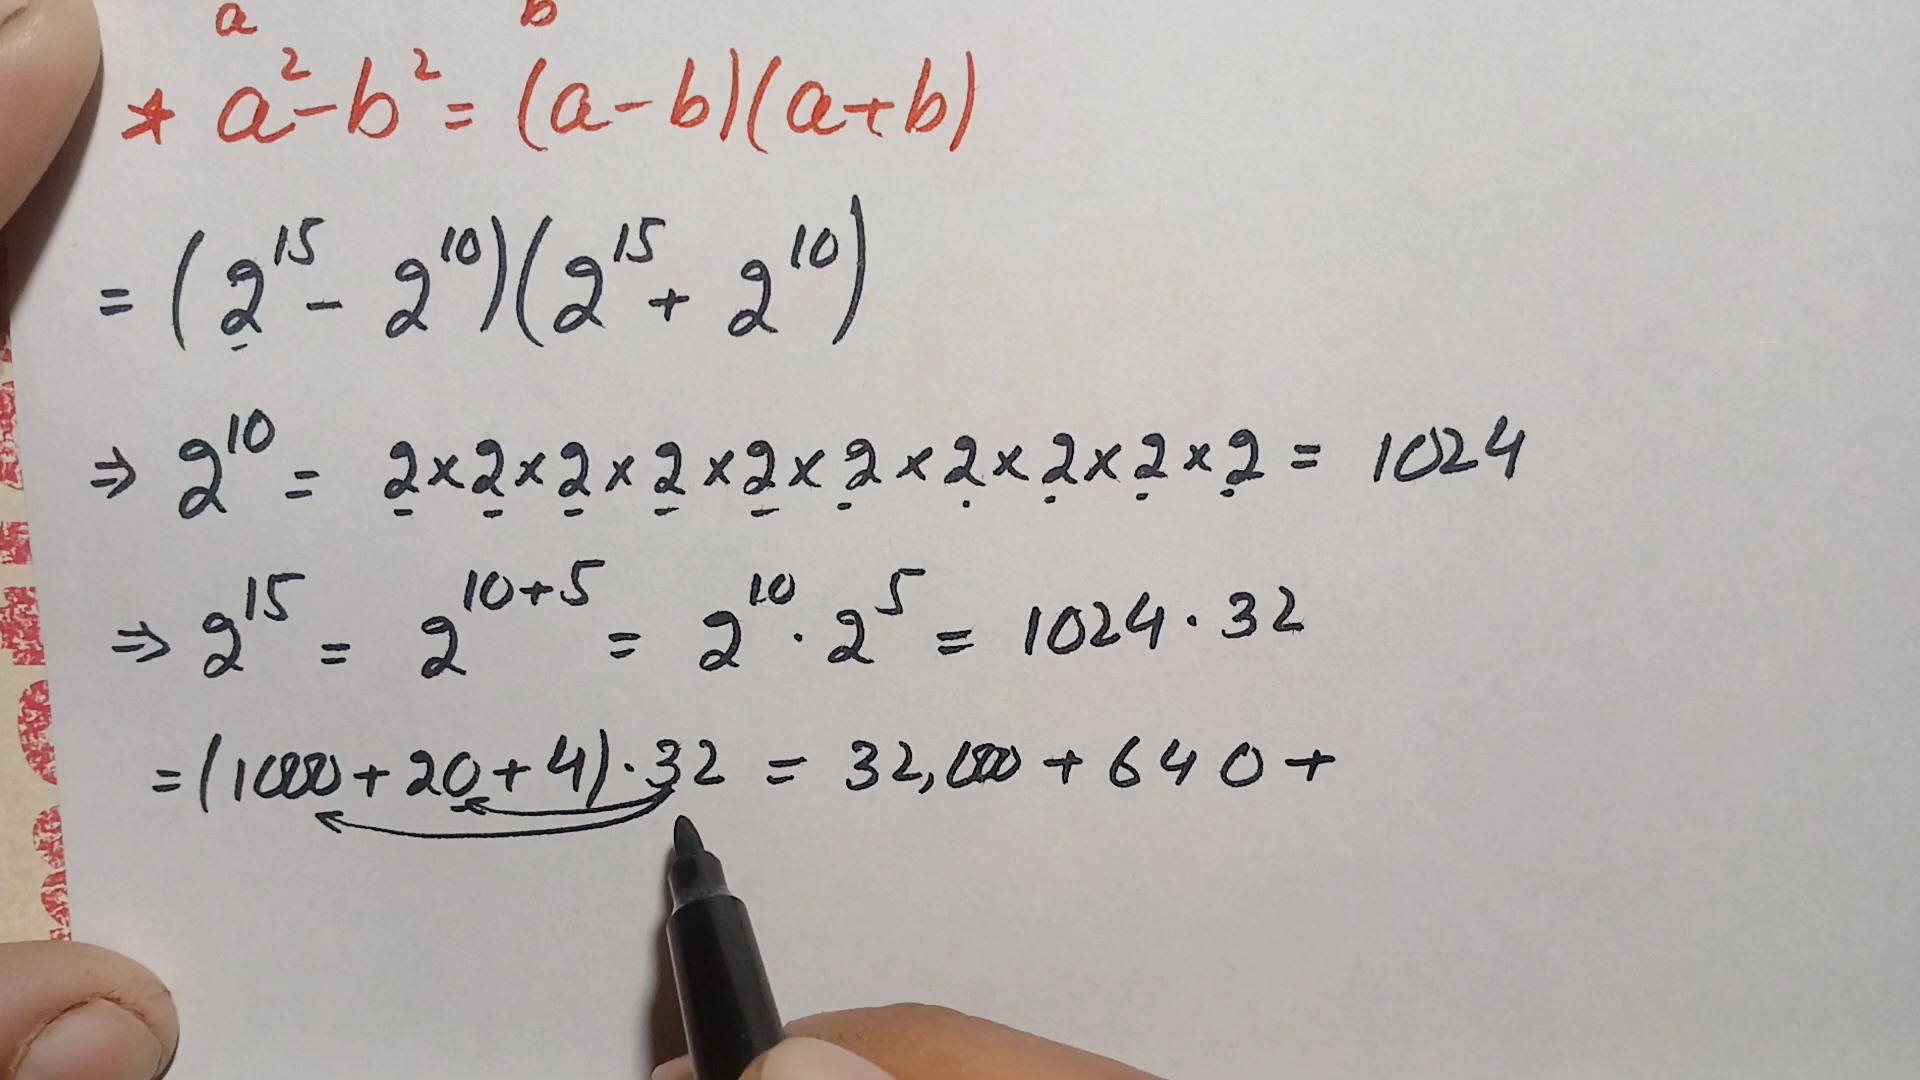 a b
* a² - b² = (a - b)(a + b)
= (2¹⁵ - 2¹⁰)(2¹⁵ + 2¹⁰)
⇒ 2¹⁰ = 2×2×2×2×2×2×2×2×2×2 = 1024
⇒ 2¹⁵ = 2¹⁰⁺⁵ = 2¹⁰ · 2⁵ = 1024 · 32
= (1000 + 20 + 4) · 32 = 32,000 + 640 +